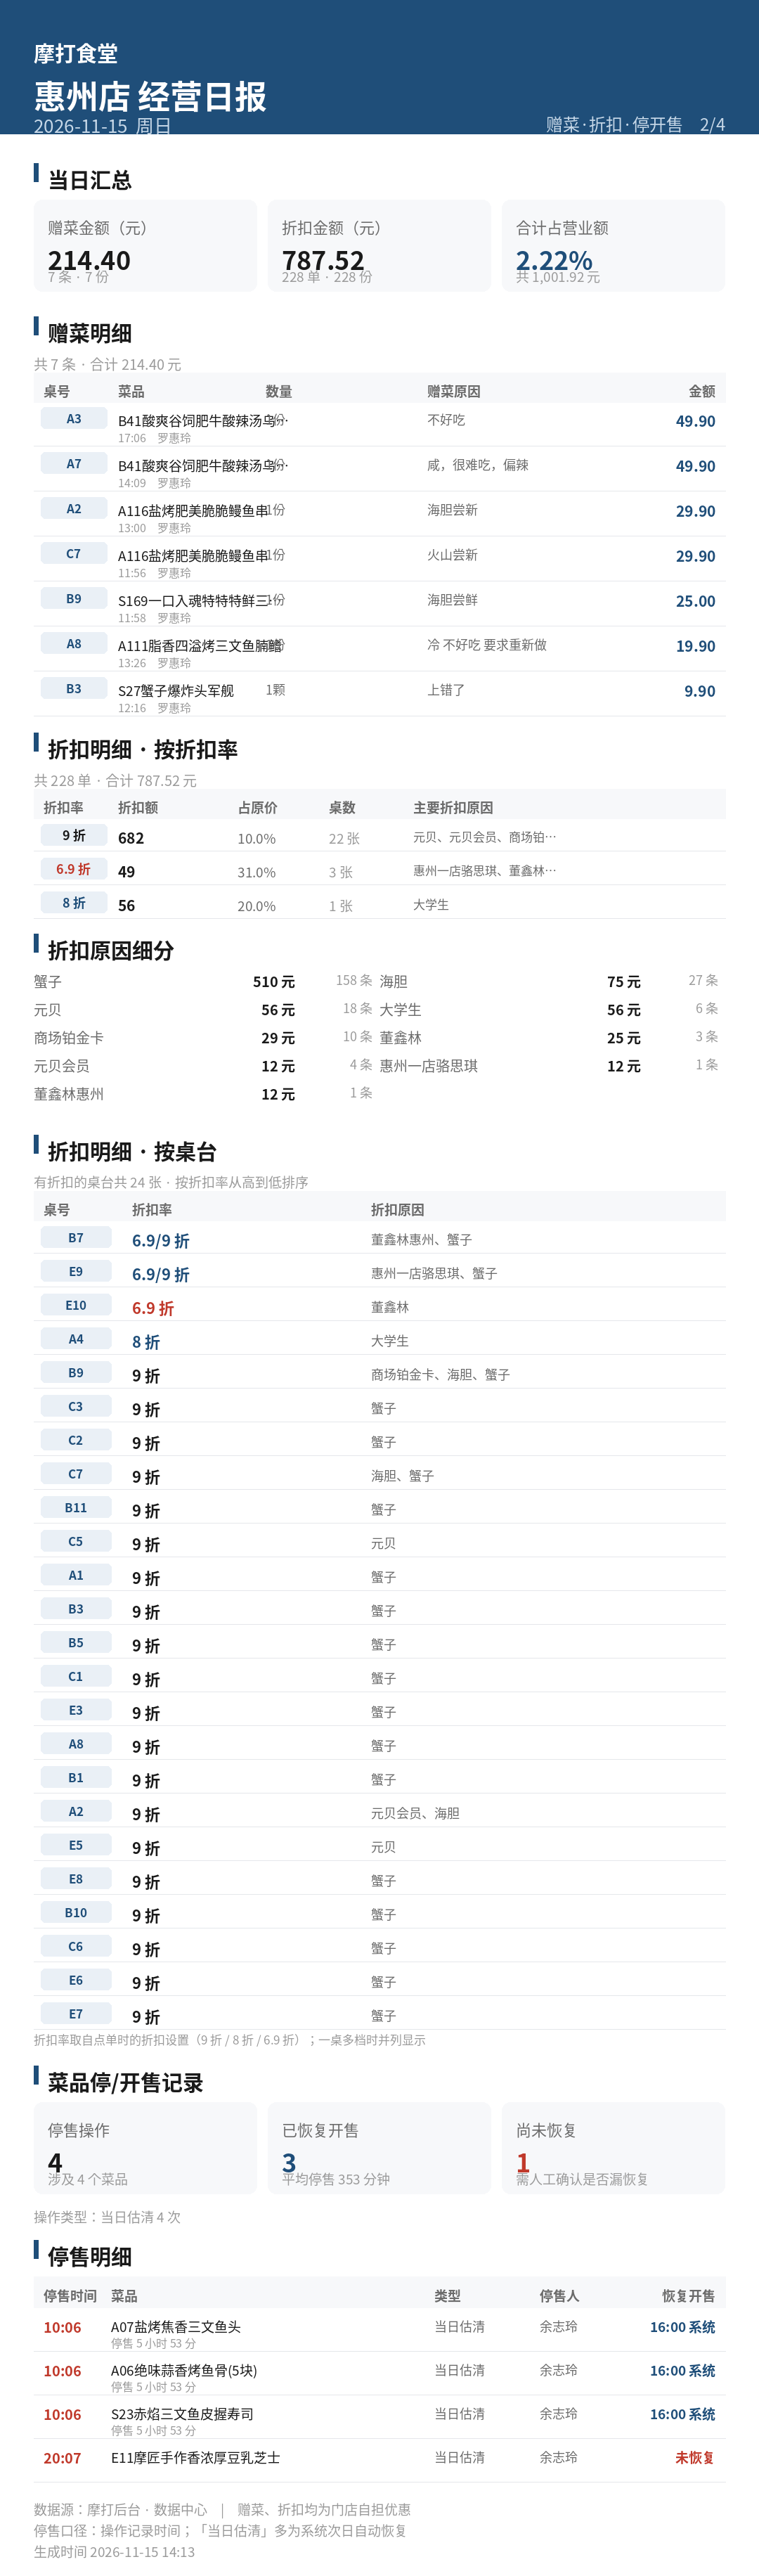 摩打食堂
惠州店 经营日报
2026-11-15 周日 赠菜·折扣·停开售 2/4
当日汇总
赠菜金额（元） 折扣金额（元） 合计占营业额
214.40 787.52 2.22%
7 条 · 7 份 228 单 · 228 份 共 1,001.92 元
赠菜明细
共 7 条 · 合计 214.40 元
桌号 菜品 数量 赠菜原因 金额
A3 B41酸爽谷饲肥牛酸辣汤乌… 不好吃 49.90
17:06 罗惠玲
A7 B41酸爽谷饲肥牛酸辣汤乌… 咸，很难吃，偏辣 49.90
14:09 罗惠玲
A2 A116盐烤肥美脆脆鳗鱼串 1份 海胆尝新 29.90
13:00 罗惠玲
C7 A116盐烤肥美脆脆鳗鱼串 1份 火山尝新 29.90
11:56 罗惠玲
B9 S169一口入魂特特特鲜三… 1份 海胆尝鲜 25.00
11:58 罗惠玲
A8 A111脂香四溢烤三文鱼腩 冷 不好吃 要求重新做 19.90
13:26 罗惠玲
B3 S27蟹子爆炸头军舰 1颗 上错了 9.90
12:16 罗惠玲
折扣明细 · 按折扣率
共 228 单 · 合计 787.52 元
折扣率 折扣额 占原价 桌数 主要折扣原因
9 折 682 10.0% 22 张 元贝、元贝会员、商场铂…
6.9 折 49 31.0% 3 张 惠州一店骆思琪、董鑫林…
8 折 56 20.0% 1 张 大学生
折扣原因细分
蟹子 510 元 158 条 海胆 75 元 27 条
元贝 56 元 18 条 大学生 56 元 6 条
商场铂金卡 29 元 10 条 董鑫林 25 元 3 条
元贝会员 12 元 4 条 惠州一店骆思琪 12 元 1 条
董鑫林惠州 12 元 1 条
折扣明细 · 按桌台
有折扣的桌台共 24 张 · 按折扣率从高到低排序
桌号 折扣率 折扣原因
B7 6.9/9 折 董鑫林惠州、蟹子
E9 6.9/9 折 惠州一店骆思琪、蟹子
E10 6.9 折 董鑫林
A4 8 折 大学生
B9 9 折 商场铂金卡、海胆、蟹子
C3 9 折 蟹子
C2 9 折 蟹子
C7 9 折 海胆、蟹子
B11 9 折 蟹子
C5 9 折 元贝
A1 9 折 蟹子
B3 9 折 蟹子
B5 9 折 蟹子
C1 9 折 蟹子
E3 9 折 蟹子
A8 9 折 蟹子
B1 9 折 蟹子
A2 9 折 元贝会员、海胆
E5 9 折 元贝
E8 9 折 蟹子
B10 9 折 蟹子
C6 9 折 蟹子
E6 9 折 蟹子
E7 9 折 蟹子
折扣率取自点单时的折扣设置（9 折 / 8 折 / 6.9 折）；一桌多档时并列显示
菜品停/开售记录
停售操作 已恢复开售 尚未恢复
4 3 1
涉及 4 个菜品 平均停售 353 分钟 需人工确认是否漏恢复
操作类型：当日估清 4 次
停售明细
停售时间 菜品 类型 停售人 恢复开售
10:06 A07盐烤焦香三文鱼头 当日估清 余志玲 16:00 系统
停售 5 小时 53 分
10:06 A06绝味蒜香烤鱼骨(5块) 当日估清 余志玲 16:00 系统
停售 5 小时 53 分
10:06 S23赤焰三文鱼皮握寿司 当日估清 余志玲 16:00 系统
停售 5 小时 53 分
20:07 E11摩匠手作香浓厚豆乳芝士 当日估清 余志玲 未恢复
数据源：摩打后台 · 数据中心 | 赠菜、折扣均为门店自担优惠
停售口径：操作记录时间；「当日估清」多为系统次日自动恢复
生成时间 2026-11-15 14:13